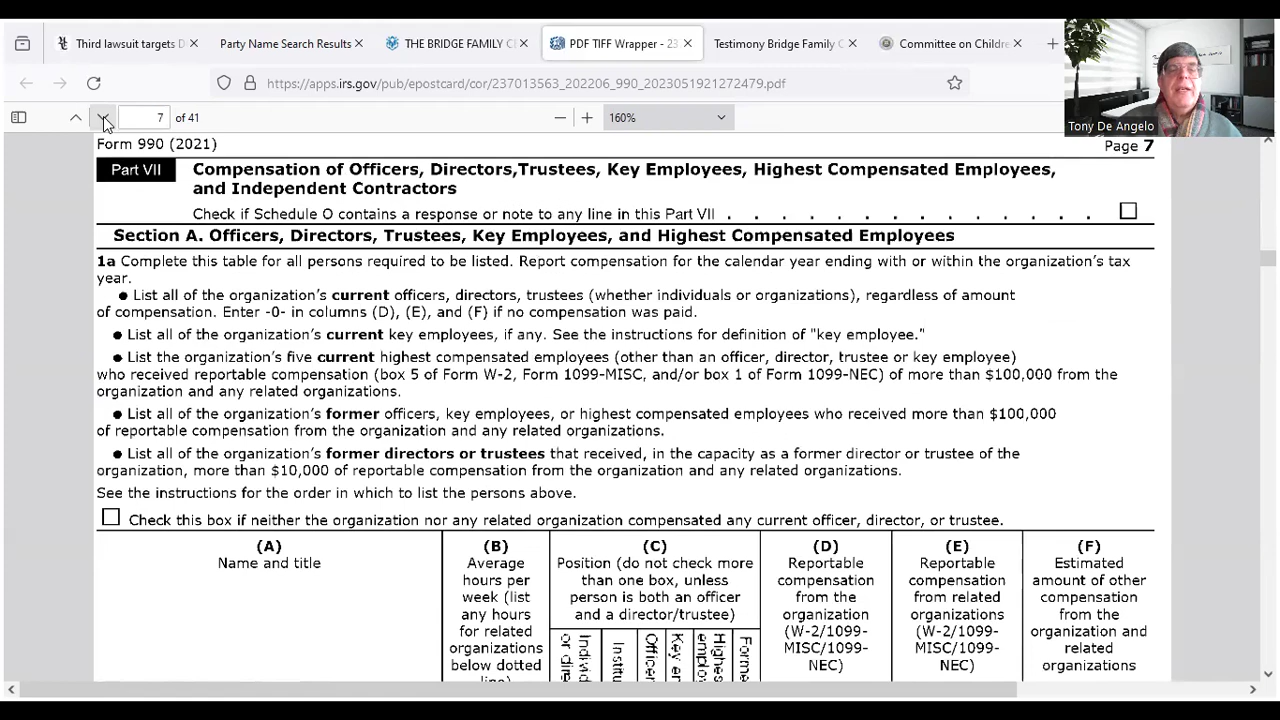 Third lawsuit targets D
Party Name Search Results
THE BRIDGE FAMILY C
PDF TIFF Wrapper - 23
Testimony Bridge Family C
Committee on Childre
https://apps.irs.gov/pub/epostcard/cor/237013563_202206_990_2023051921272479.pdf
7 of 41
160%
Tony De Angelo
Form 990 (2021)
Page 7
Part VII
Compensation of Officers, Directors,Trustees, Key Employees, Highest Compensated Employees,
and Independent Contractors
Check if Schedule O contains a response or note to any line in this Part VII . . . . . . . . . . . . . .
Section A. Officers, Directors, Trustees, Key Employees, and Highest Compensated Employees
1a Complete this table for all persons required to be listed. Report compensation for the calendar year ending with or within the organization's tax
year.
● List all of the organization's current officers, directors, trustees (whether individuals or organizations), regardless of amount
of compensation. Enter -0- in columns (D), (E), and (F) if no compensation was paid.
● List all of the organization's current key employees, if any. See the instructions for definition of "key employee."
● List the organization's five current highest compensated employees (other than an officer, director, trustee or key employee)
who received reportable compensation (box 5 of Form W-2, Form 1099-MISC, and/or box 1 of Form 1099-NEC) of more than $100,000 from the
organization and any related organizations.
● List all of the organization's former officers, key employees, or highest compensated employees who received more than $100,000
of reportable compensation from the organization and any related organizations.
● List all of the organization's former directors or trustees that received, in the capacity as a former director or trustee of the
organization, more than $10,000 of reportable compensation from the organization and any related organizations.
See the instructions for the order in which to list the persons above.
Check this box if neither the organization nor any related organization compensated any current officer, director, or trustee.
(A)
Name and title
(B)
Average
hours per
week (list
any hours
for related
organizations
below dotted
line)
(C)
Position (do not check more
than one box, unless
person is both an officer
and a director/trustee)
Individ
or dire
Institu
Officer
Key en
Highes
emplo
Forme
(D)
Reportable
compensation
from the
organization
(W-2/1099-
MISC/1099-
NEC)
(E)
Reportable
compensation
from related
organizations
(W-2/1099-
MISC/1099-
NEC)
(F)
Estimated
amount of other
compensation
from the
organization and
related
organizations